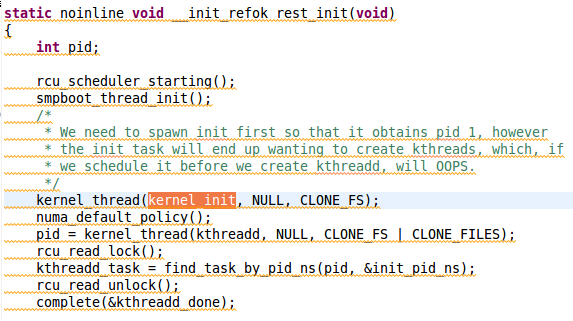 static noinline void __init_refok rest_init(void)
{
    int pid;

    rcu_scheduler_starting();
    smpboot_thread_init();
    /*
     * We need to spawn init first so that it obtains pid 1, however
     * the init task will end up wanting to create kthreads, which, if
     * we schedule it before we create kthreadd, will OOPS.
     */
    kernel_thread(kernel_init, NULL, CLONE_FS);
    numa_default_policy();
    pid = kernel_thread(kthreadd, NULL, CLONE_FS | CLONE_FILES);
    rcu_read_lock();
    kthreadd_task = find_task_by_pid_ns(pid, &init_pid_ns);
    rcu_read_unlock();
    complete(&kthreadd_done);